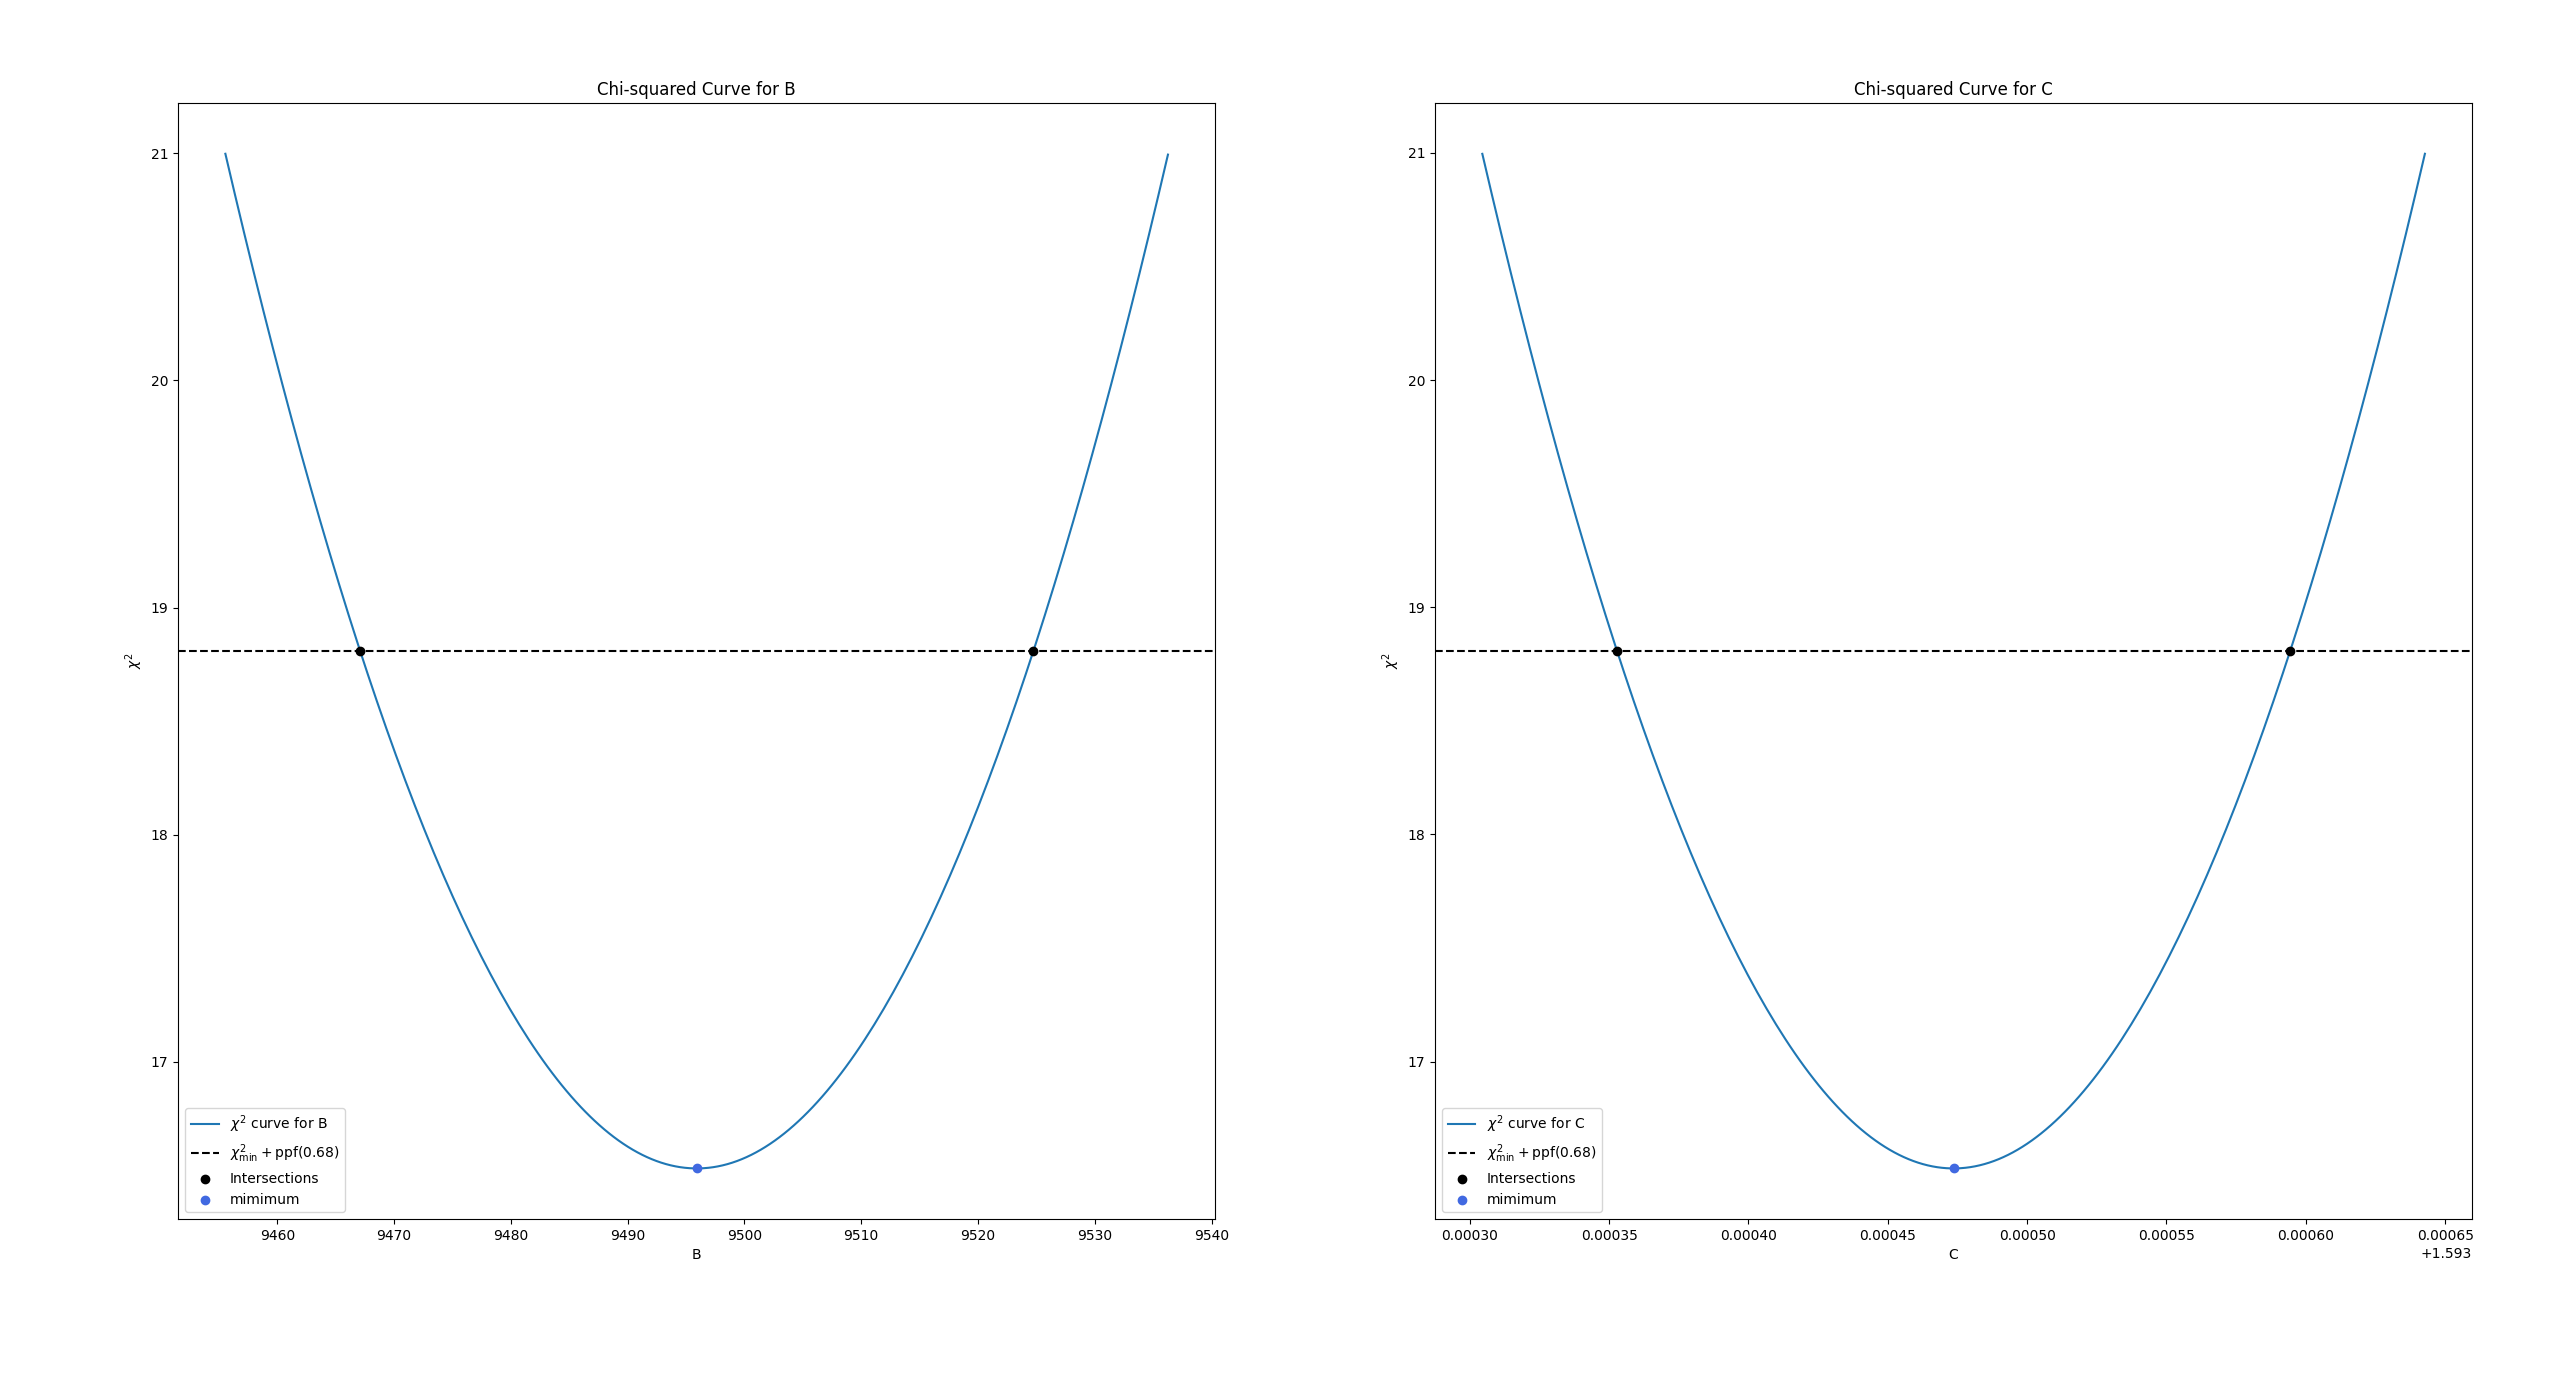 Chi-squared Curve for B
21
20
19
18
17
χ²
χ² curve for B
χ²min + ppf(0.68)
Intersections
mimimum
9460 9470 9480 9490 9500 9510 9520 9530 9540
B
Chi-squared Curve for C
21
20
19
18
17
χ²
χ² curve for C
χ²min + ppf(0.68)
Intersections
mimimum
0.00030 0.00035 0.00040 0.00045 0.00050 0.00055 0.00060 0.00065
+1.593
C